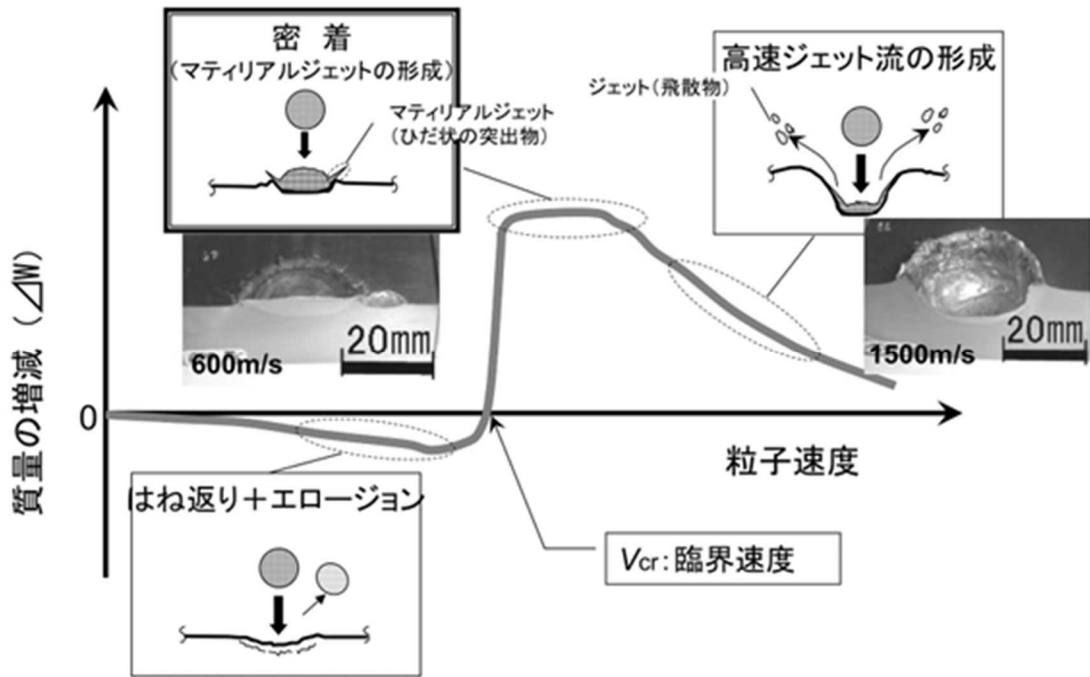 密 着
(マティリアルジェットの形成)
マティリアルジェット
(ひだ状の突出物)
高速ジェット流の形成
ジェット(飛散物)
600m/s
20mm
1500m/s
20mm
質量の増減 (⊿W)
0
粒子速度
はね返り+エロージョン
Vcr:臨界速度